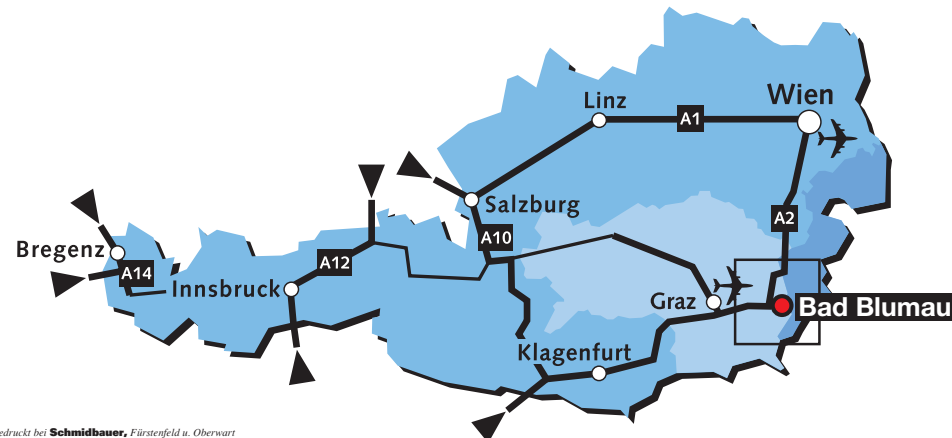 Linz
Wien
A1
Salzburg
A2
Bregenz
A10
A12
A14
Innsbruck
Graz
Bad Blumau
Klagenfurt
edruckt bei Schmidbauer, Fürstenfeld u. Oberwart